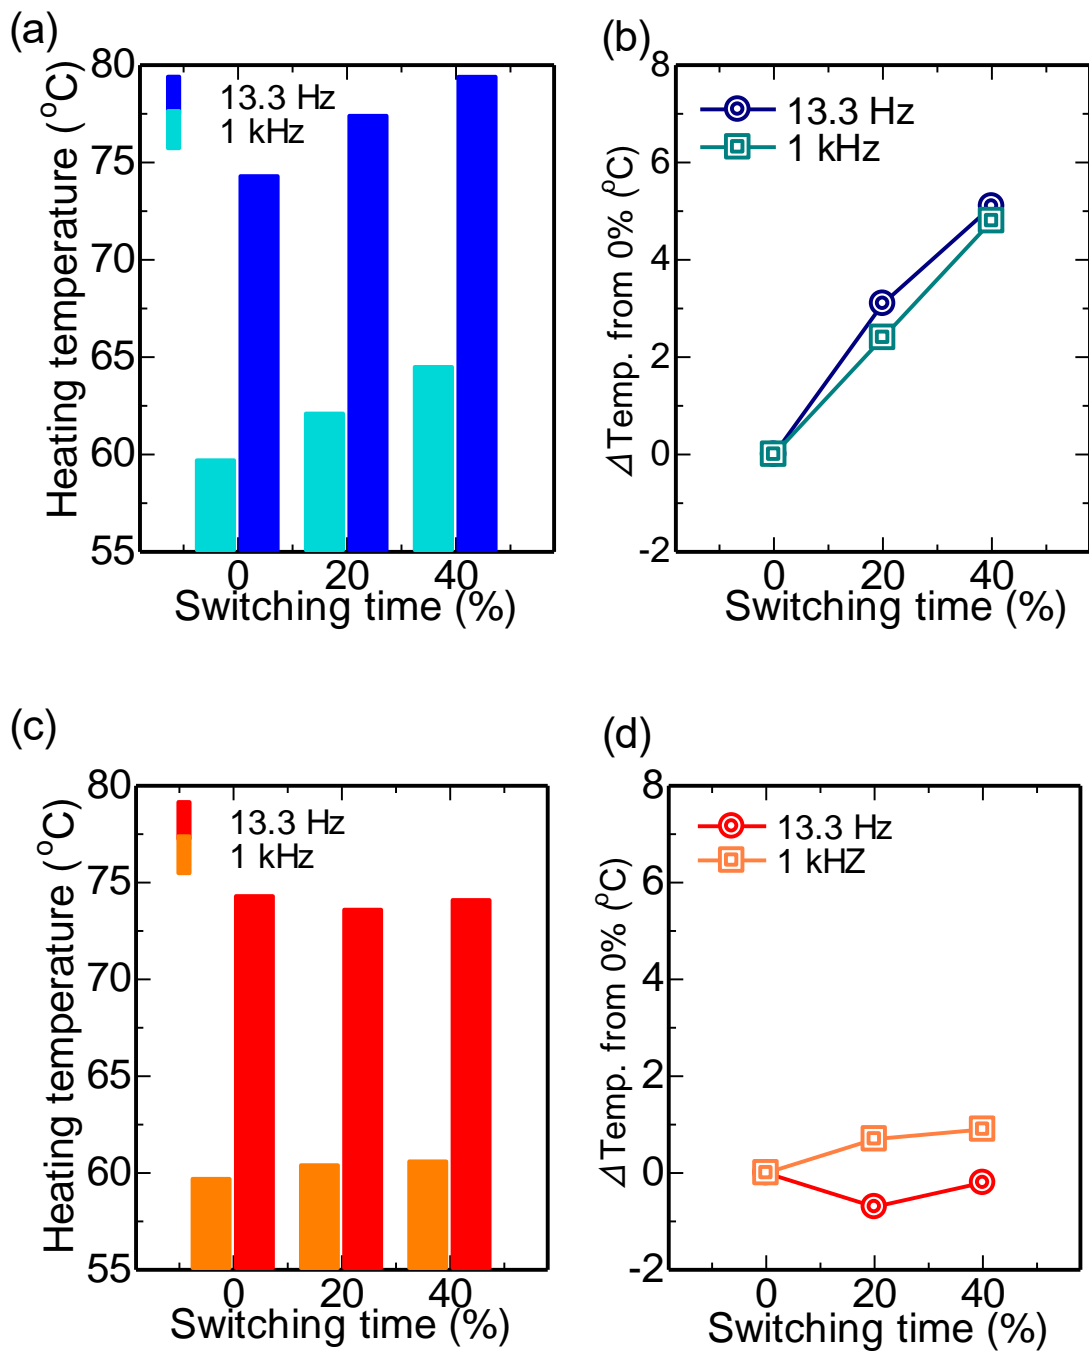 (a)
Heating temperature (°C)
80
75
70
65
60
55
13.3 Hz
1 kHz
0 20 40
Switching time (%)
(b)
ΔTemp. from 0% (°C)
8
6
4
2
0
-2
13.3 Hz
1 kHz
0 20 40
Switching time (%)
(c)
Heating temperature (°C)
80
75
70
65
60
55
13.3 Hz
1 kHz
0 20 40
Switching time (%)
(d)
ΔTemp. from 0% (°C)
8
6
4
2
0
-2
13.3 Hz
1 kHZ
0 20 40
Switching time (%)